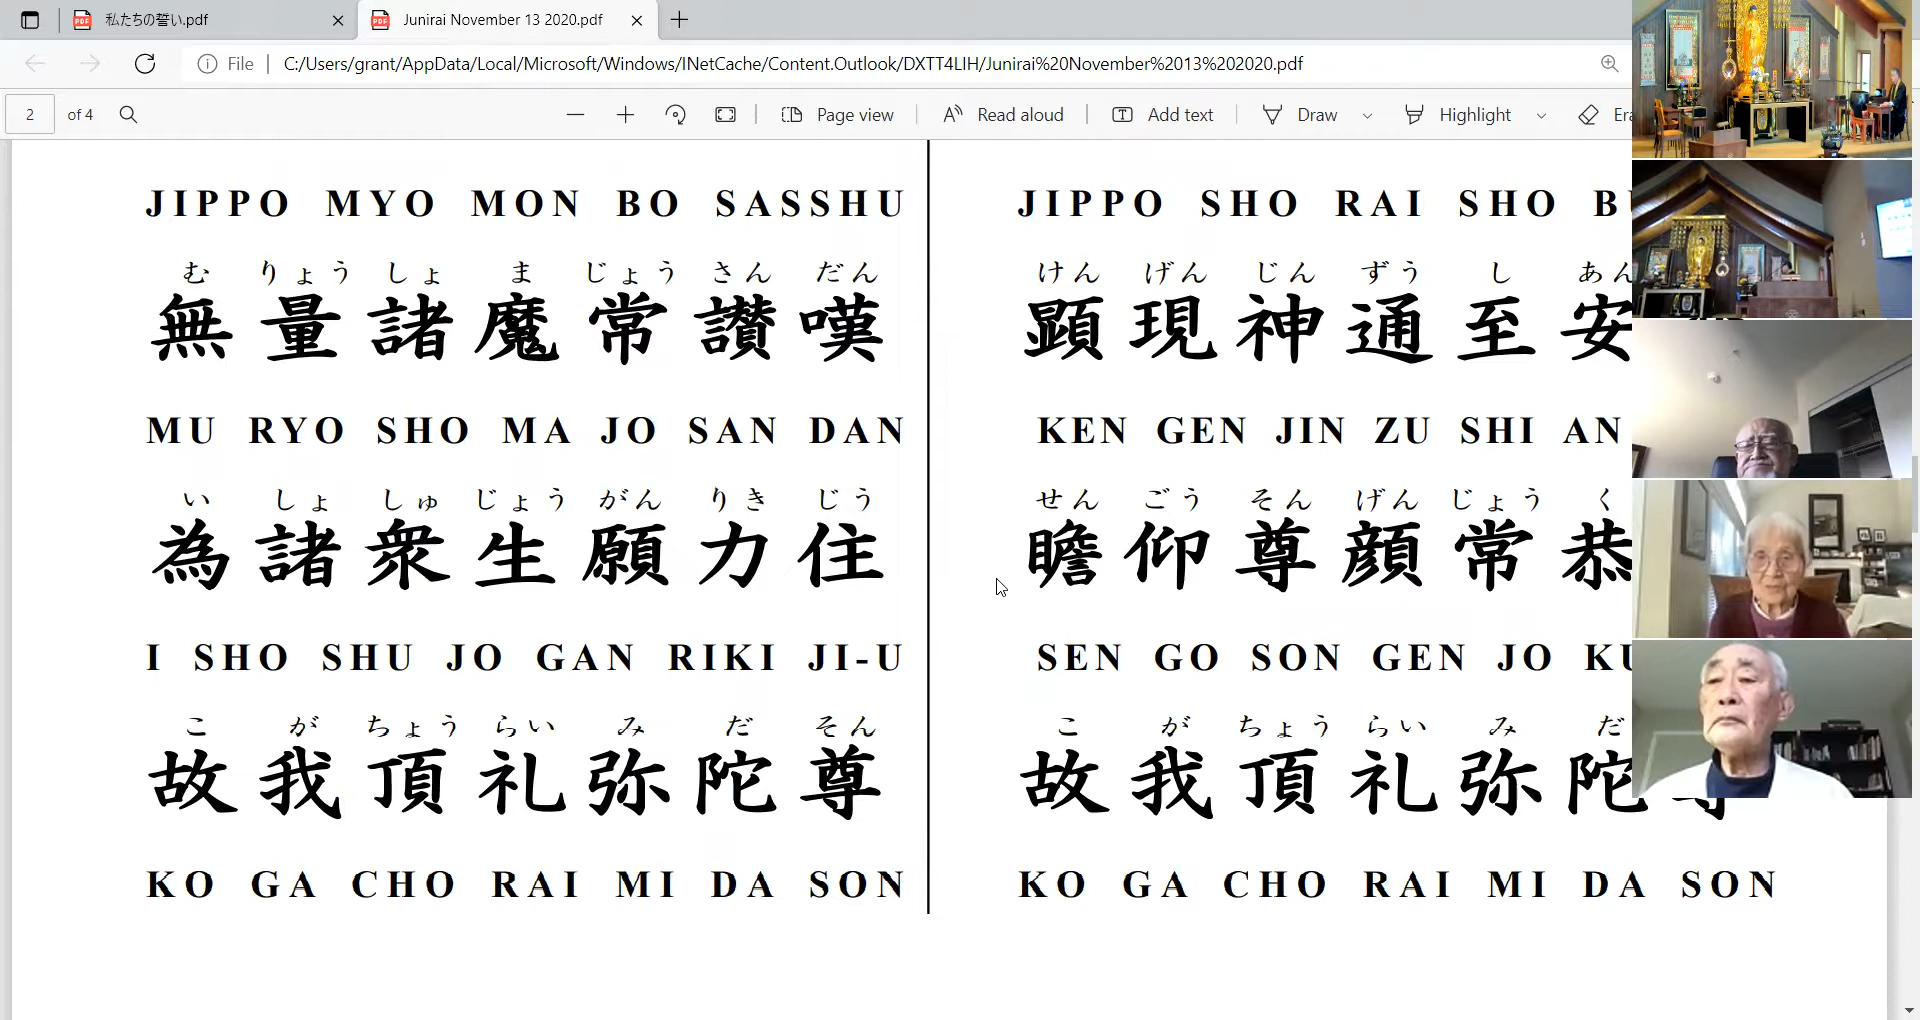 私たちの誓い.pdf
Junirai November 13 2020.pdf
File
C:/Users/grant/AppData/Local/Microsoft/Windows/INetCache/Content.Outlook/DXTT4LIH/Junirai%20November%2013%202020.pdf
2 of 4
Page view
Read aloud
Add text
Draw
Highlight
JIPPO MYO MON BO SASSHU
む りょう しょ ま じょう さん だん
無量諸魔常讃嘆
MU RYO SHO MA JO SAN DAN
い しょ しゅ じょう がん りき じう
為諸衆生願力住
I SHO SHU JO GAN RIKI JI-U
こ が ちょう らい み だ そん
故我頂礼弥陀尊
KO GA CHO RAI MI DA SON
JIPPO SHO RAI SHO
けん げん じん ずう し あん
顕現神通至安
KEN GEN JIN ZU SHI AN
せん ごう そん げん じょう く
瞻仰尊顔常恭
SEN GO SON GEN JO KU
こ が ちょう らい み だ
故我頂礼弥陀尊
KO GA CHO RAI MI DA SON